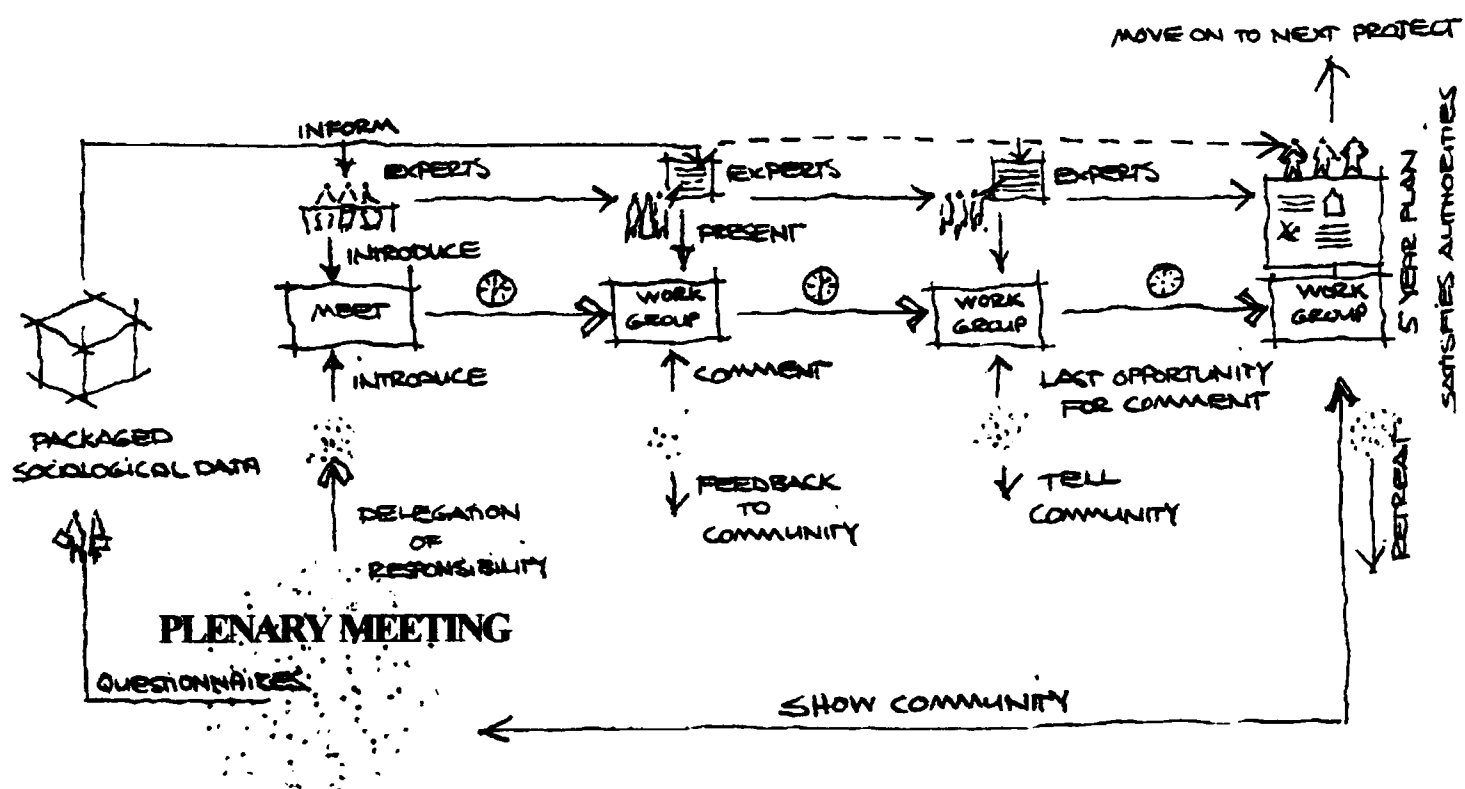 MOVE ON TO NEXT PROJECT
INFORM
EXPERTS
EXPERTS
EXPERTS
INTRODUCE
PRESENT
MEET
WORK
GROUP
WORK
GROUP
WORK
GROUP
5 YEAR PLAN
SATISFIES AUTHORITIES
INTRODUCE
COMMENT
LAST OPPORTUNITY
FOR COMMENT
PACKAGED
SOCIOLOGICAL DATA
DELEGATION
OF
RESPONSIBILITY
FEEDBACK
TO
COMMUNITY
TELL
COMMUNITY
RETREAT
PLENARY MEETING
QUESTIONNAIRES
SHOW COMMUNITY